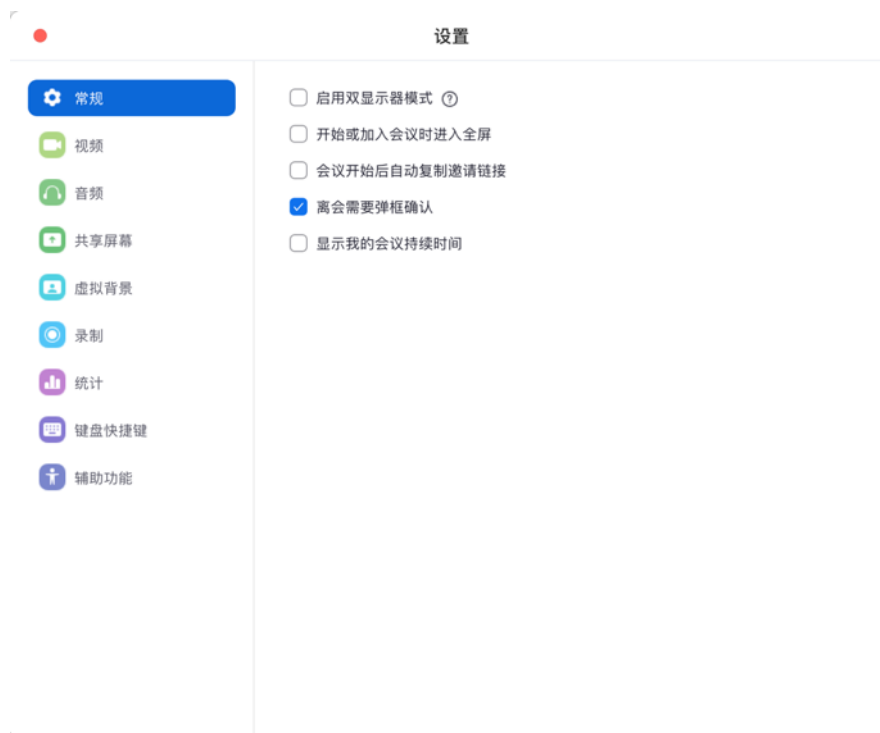 设置
常规
视频
音频
共享屏幕
虚拟背景
录制
统计
键盘快捷键
辅助功能
启用双显示器模式 ?
开始或加入会议时进入全屏
会议开始后自动复制邀请链接
离会需要弹框确认
显示我的会议持续时间